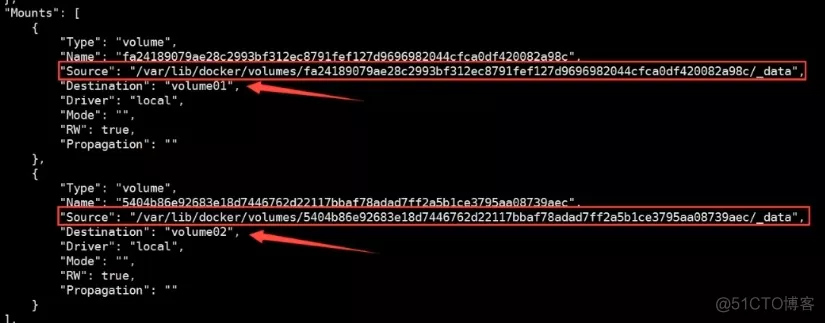 },
"Mounts": [
{
"Type": "volume",
"Name": "fa24189079ae28c2993bf312ec8791fef127d9696982044cfca0df420082a98c",
"Source": "/var/lib/docker/volumes/fa24189079ae28c2993bf312ec8791fef127d9696982044cfca0df420082a98c/_data",
"Destination": "volume01",
"Driver": "local",
"Mode": "",
"RW": true,
"Propagation": ""
},
{
"Type": "volume",
"Name": "5404b86e92683e18d7446762d22117bbaf78adad7ff2a5b1ce3795aa08739aec",
"Source": "/var/lib/docker/volumes/5404b86e92683e18d7446762d22117bbaf78adad7ff2a5b1ce3795aa08739aec/_data",
"Destination": "volume02",
"Driver": "local",
"Mode": "",
"RW": true,
"Propagation": ""
}
],
@51CTO博客